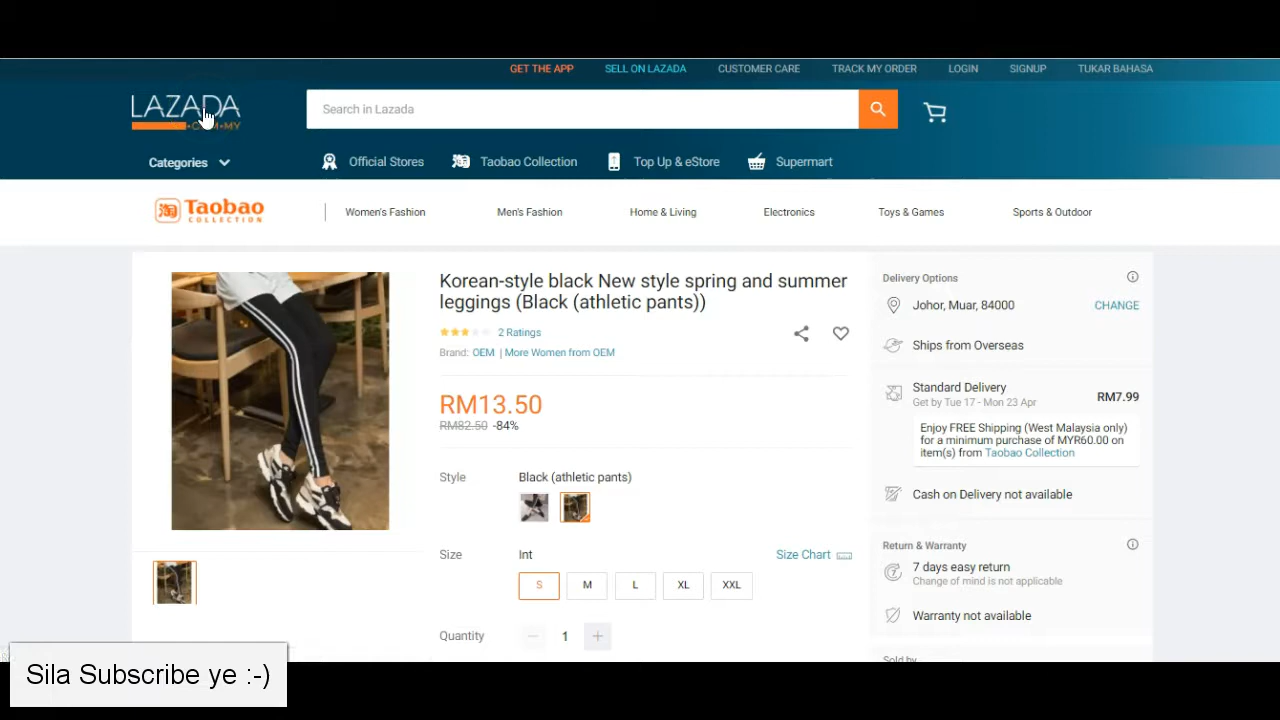 GET THE APP SELL ON LAZADA CUSTOMER CARE TRACK MY ORDER LOGIN SIGNUP TUKAR BAHASA
LAZADA
Search in Lazada
Categories Official Stores Taobao Collection Top Up & eStore Supermart
淘 Taobao
COLLECTION
Women's Fashion Men's Fashion Home & Living Electronics Toys & Games Sports & Outdoor
Korean-style black New style spring and summer
leggings (Black (athletic pants))
2 Ratings
Brand: OEM | More Women from OEM
RM13.50
RM82.50 -84%
Style Black (athletic pants)
Size Int Size Chart
S M L XL XXL
Quantity 1
Delivery Options
Johor, Muar, 84000 CHANGE
Ships from Overseas
Standard Delivery RM7.99
Get by Tue 17 - Mon 23 Apr
Enjoy FREE Shipping (West Malaysia only)
for a minimum purchase of MYR60.00 on
item(s) from Taobao Collection
Cash on Delivery not available
Return & Warranty
7 days easy return
Change of mind is not applicable
Warranty not available
Sold by
Sila Subscribe ye :-)